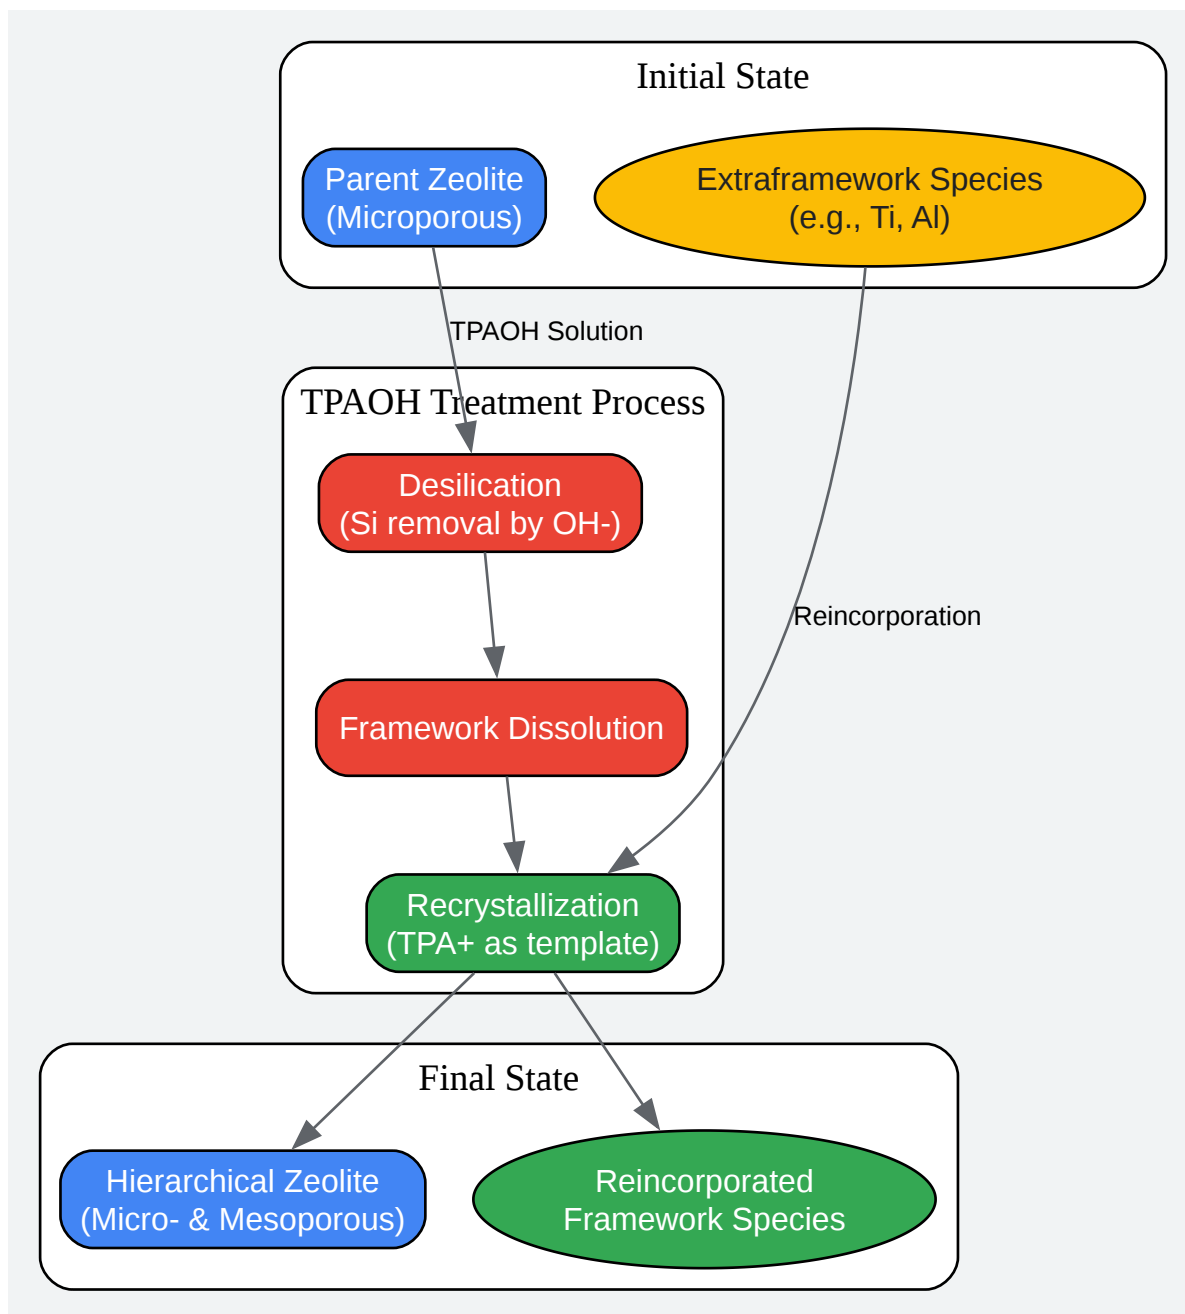 Initial State
Parent Zeolite
(Microporous)
Extraframework Species
(e.g., Ti, Al)
TPAOH Solution
TPAOH Treatment Process
Desilication
(Si removal by OH-)
Reincorporation
Framework Dissolution
Recrystallization
(TPA+ as template)
Final State
Hierarchical Zeolite
(Micro- & Mesoporous)
Reincorporated
Framework Species